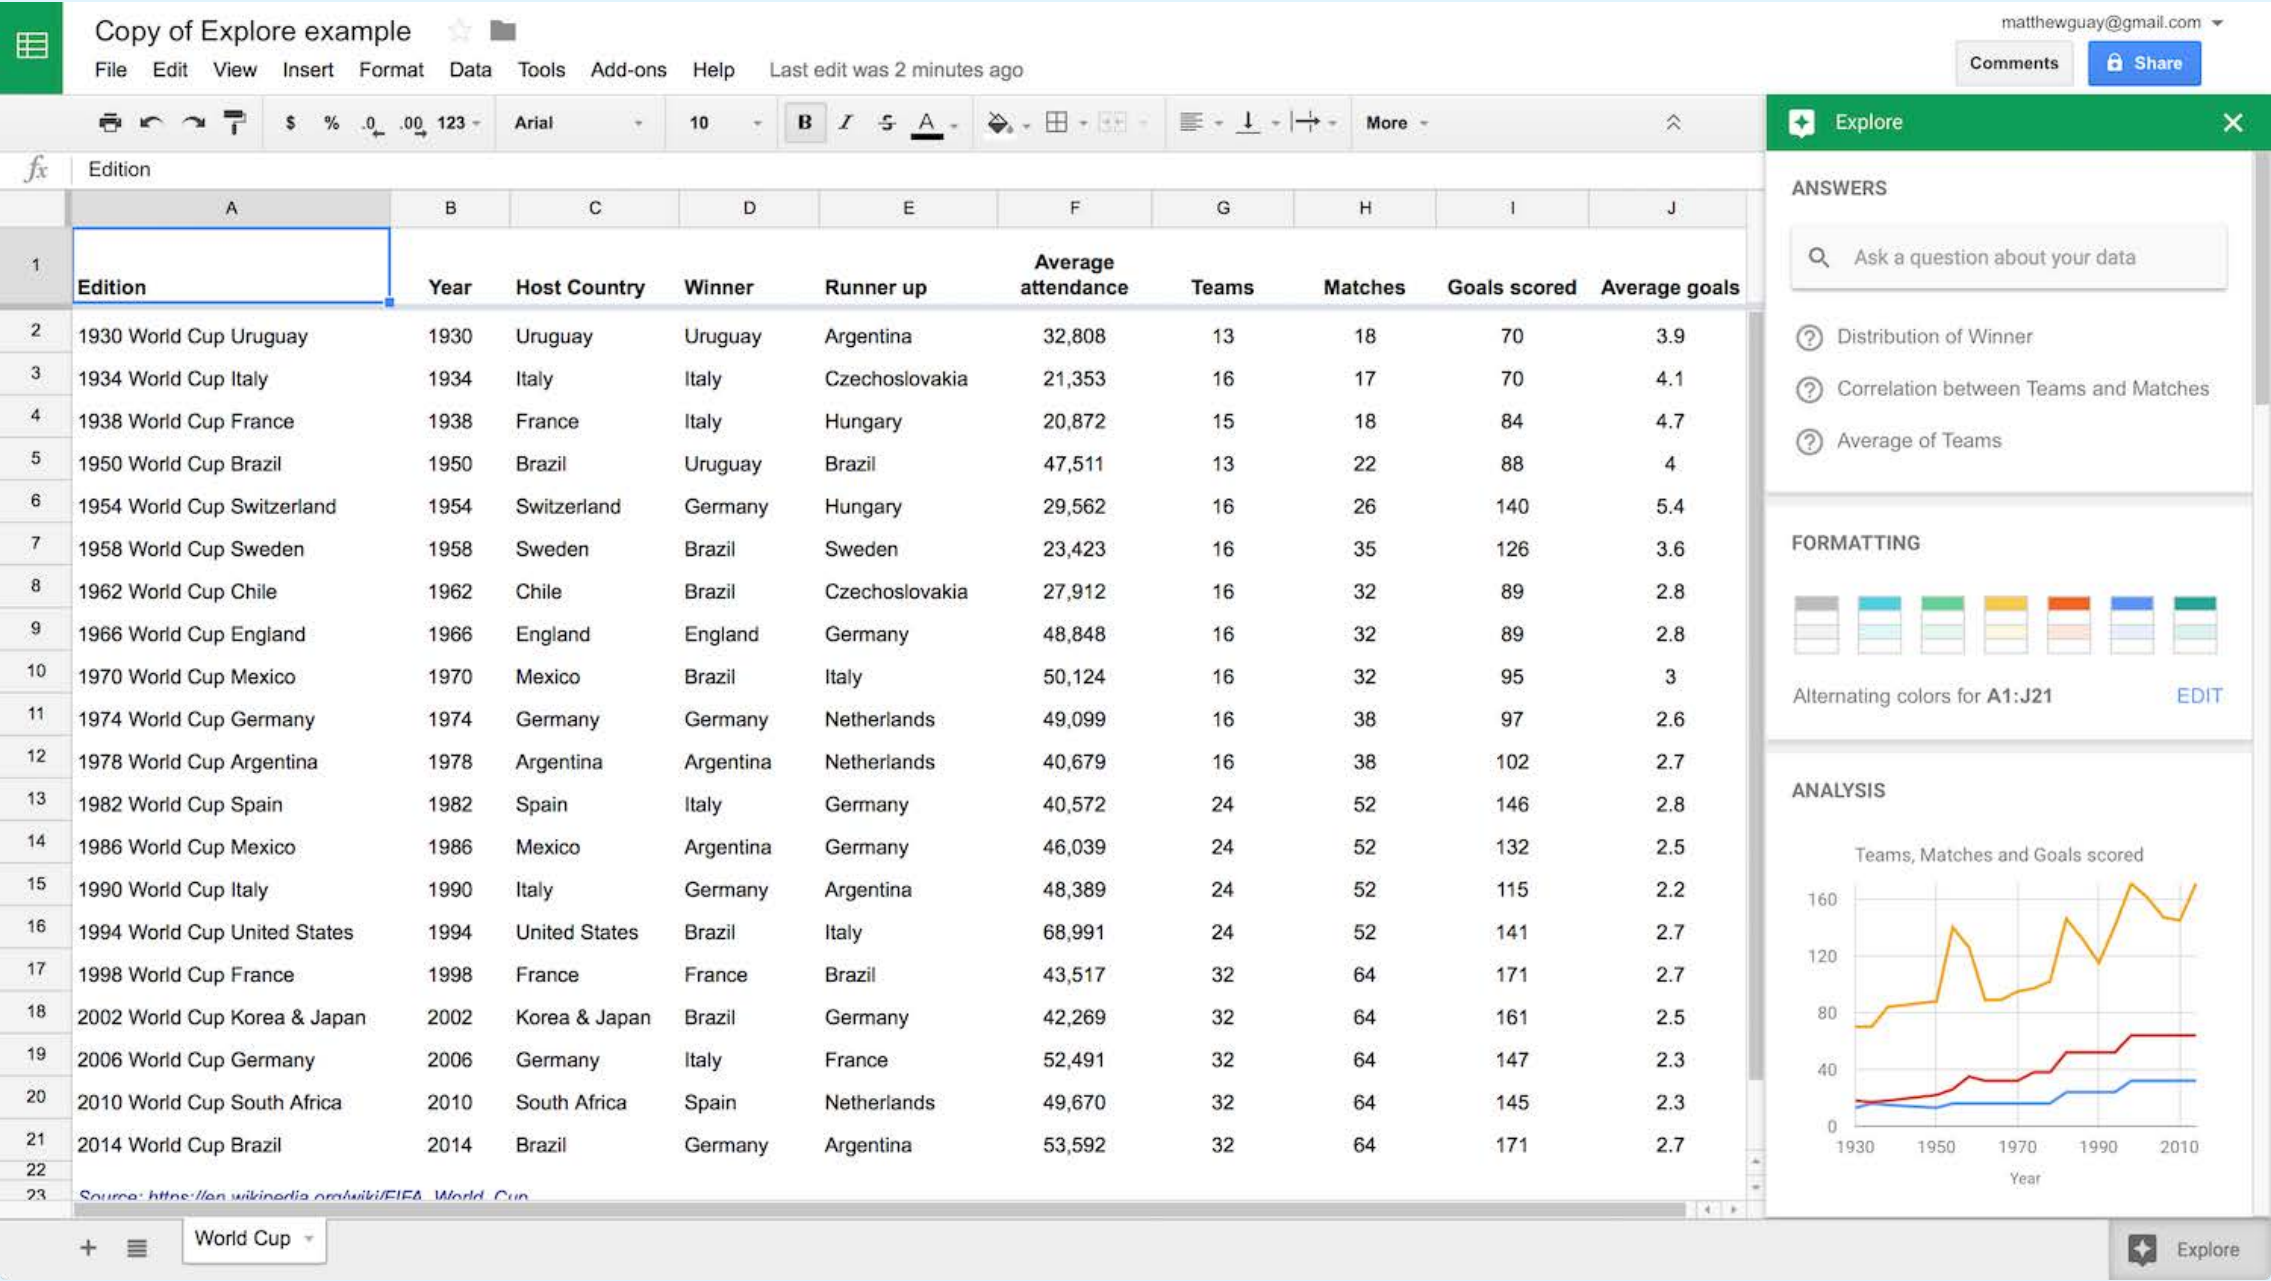 Copy of Explore example
matthewguay@gmail.com
File Edit View Insert Format Data Tools Add-ons Help Last edit was 2 minutes ago
Comments Share
$ % .0 .00 123 Arial 10 B I S A More
Explore
fx Edition
ANSWERS
A B C D E F G H I J
Ask a question about your data
1 Edition Year Host Country Winner Runner up Average attendance Teams Matches Goals scored Average goals
2 1930 World Cup Uruguay 1930 Uruguay Uruguay Argentina 32,808 13 18 70 3.9
3 1934 World Cup Italy 1934 Italy Italy Czechoslovakia 21,353 16 17 70 4.1
4 1938 World Cup France 1938 France Italy Hungary 20,872 15 18 84 4.7
5 1950 World Cup Brazil 1950 Brazil Uruguay Brazil 47,511 13 22 88 4
6 1954 World Cup Switzerland 1954 Switzerland Germany Hungary 29,562 16 26 140 5.4
7 1958 World Cup Sweden 1958 Sweden Brazil Sweden 23,423 16 35 126 3.6
8 1962 World Cup Chile 1962 Chile Brazil Czechoslovakia 27,912 16 32 89 2.8
9 1966 World Cup England 1966 England England Germany 48,848 16 32 89 2.8
10 1970 World Cup Mexico 1970 Mexico Brazil Italy 50,124 16 32 95 3
11 1974 World Cup Germany 1974 Germany Germany Netherlands 49,099 16 38 97 2.6
12 1978 World Cup Argentina 1978 Argentina Argentina Netherlands 40,679 16 38 102 2.7
13 1982 World Cup Spain 1982 Spain Italy Germany 40,572 24 52 146 2.8
14 1986 World Cup Mexico 1986 Mexico Argentina Germany 46,039 24 52 132 2.5
15 1990 World Cup Italy 1990 Italy Germany Argentina 48,389 24 52 115 2.2
16 1994 World Cup United States 1994 United States Brazil Italy 68,991 24 52 141 2.7
17 1998 World Cup France 1998 France France Brazil 43,517 32 64 171 2.7
18 2002 World Cup Korea & Japan 2002 Korea & Japan Brazil Germany 42,269 32 64 161 2.5
19 2006 World Cup Germany 2006 Germany Italy France 52,491 32 64 147 2.3
20 2010 World Cup South Africa 2010 South Africa Spain Netherlands 49,670 32 64 145 2.3
21 2014 World Cup Brazil 2014 Brazil Germany Argentina 53,592 32 64 171 2.7
22
23 Source: https://en.wikipedia.org/wiki/FIFA_World_Cup
Distribution of Winner
Correlation between Teams and Matches
Average of Teams
FORMATTING
Alternating colors for A1:J21 EDIT
ANALYSIS
Teams, Matches and Goals scored
160
120
80
40
0
1930 1950 1970 1990 2010
Year
World Cup
Explore